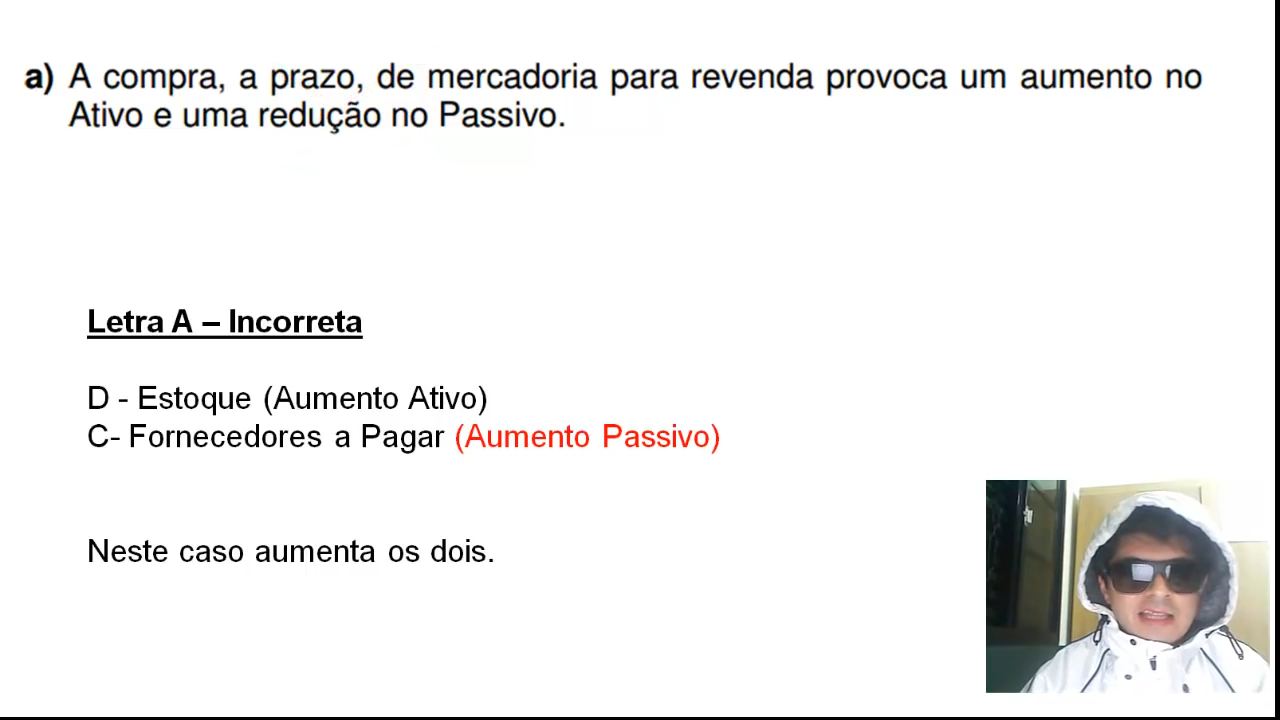 a) A compra, a prazo, de mercadoria para revenda provoca um aumento no
Ativo e uma redução no Passivo.
Letra A – Incorreta
D - Estoque (Aumento Ativo)
C- Fornecedores a Pagar (Aumento Passivo)
Neste caso aumenta os dois.